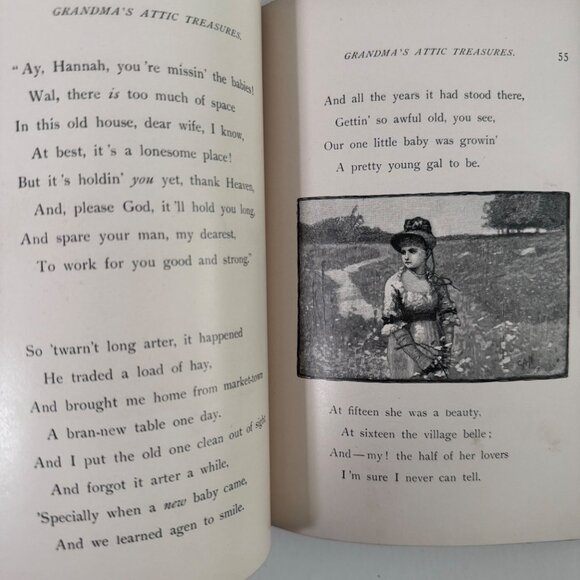 GRANDMA'S ATTIC TREASURES.
"Ay, Hannah, you're missin' the babies!
Wal, there is too much of space
In this old house, dear wife, I know,
At best, it's a lonesome place!
But it's holdin' you yet, thank Heaven,
And, please God, it'll hold you long,
And spare your man, my dearest,
To work for you good and strong."
So 'twarn't long arter, it happened
He traded a load of hay,
And brought me home from market-town
A bran-new table one day.
And I put the old one clean out of sight
And forgot it arter a while,
'Specially when a new baby came,
And we learned agen to smile.
GRANDMA'S ATTIC TREASURES. 55
And all the years it had stood there,
Gettin' so awful old, you see,
Our one little baby was growin'
A pretty young gal to be.
At fifteen she was a beauty,
At sixteen the village belle;
And—my! the half of her lovers
I'm sure I never can tell.